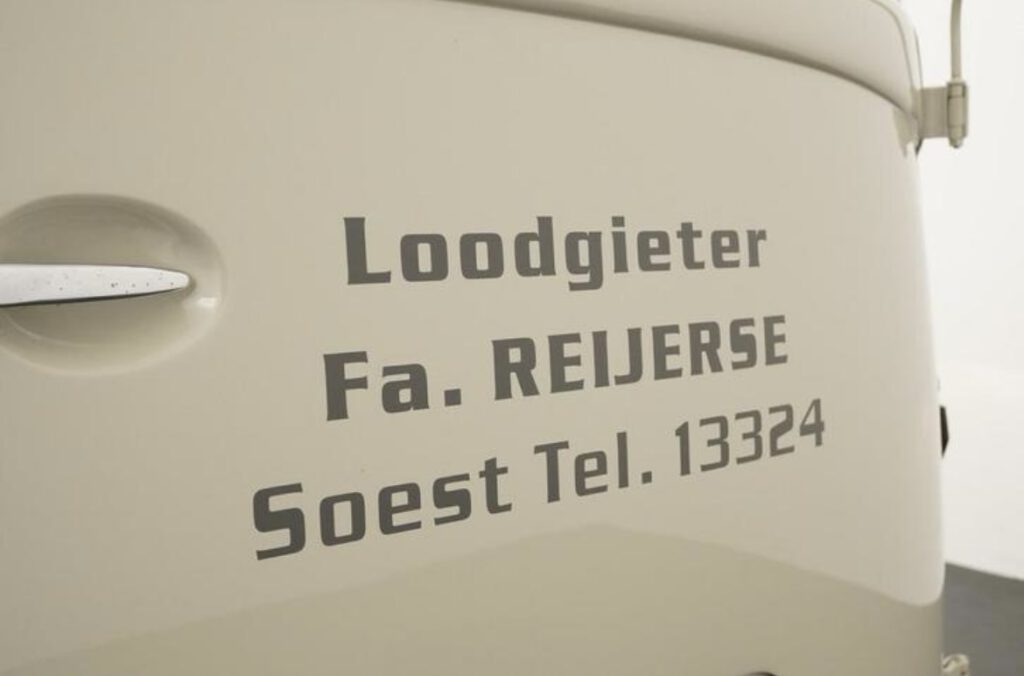 Loodgieter
Fa. REIJERSE
Soest Tel. 13324